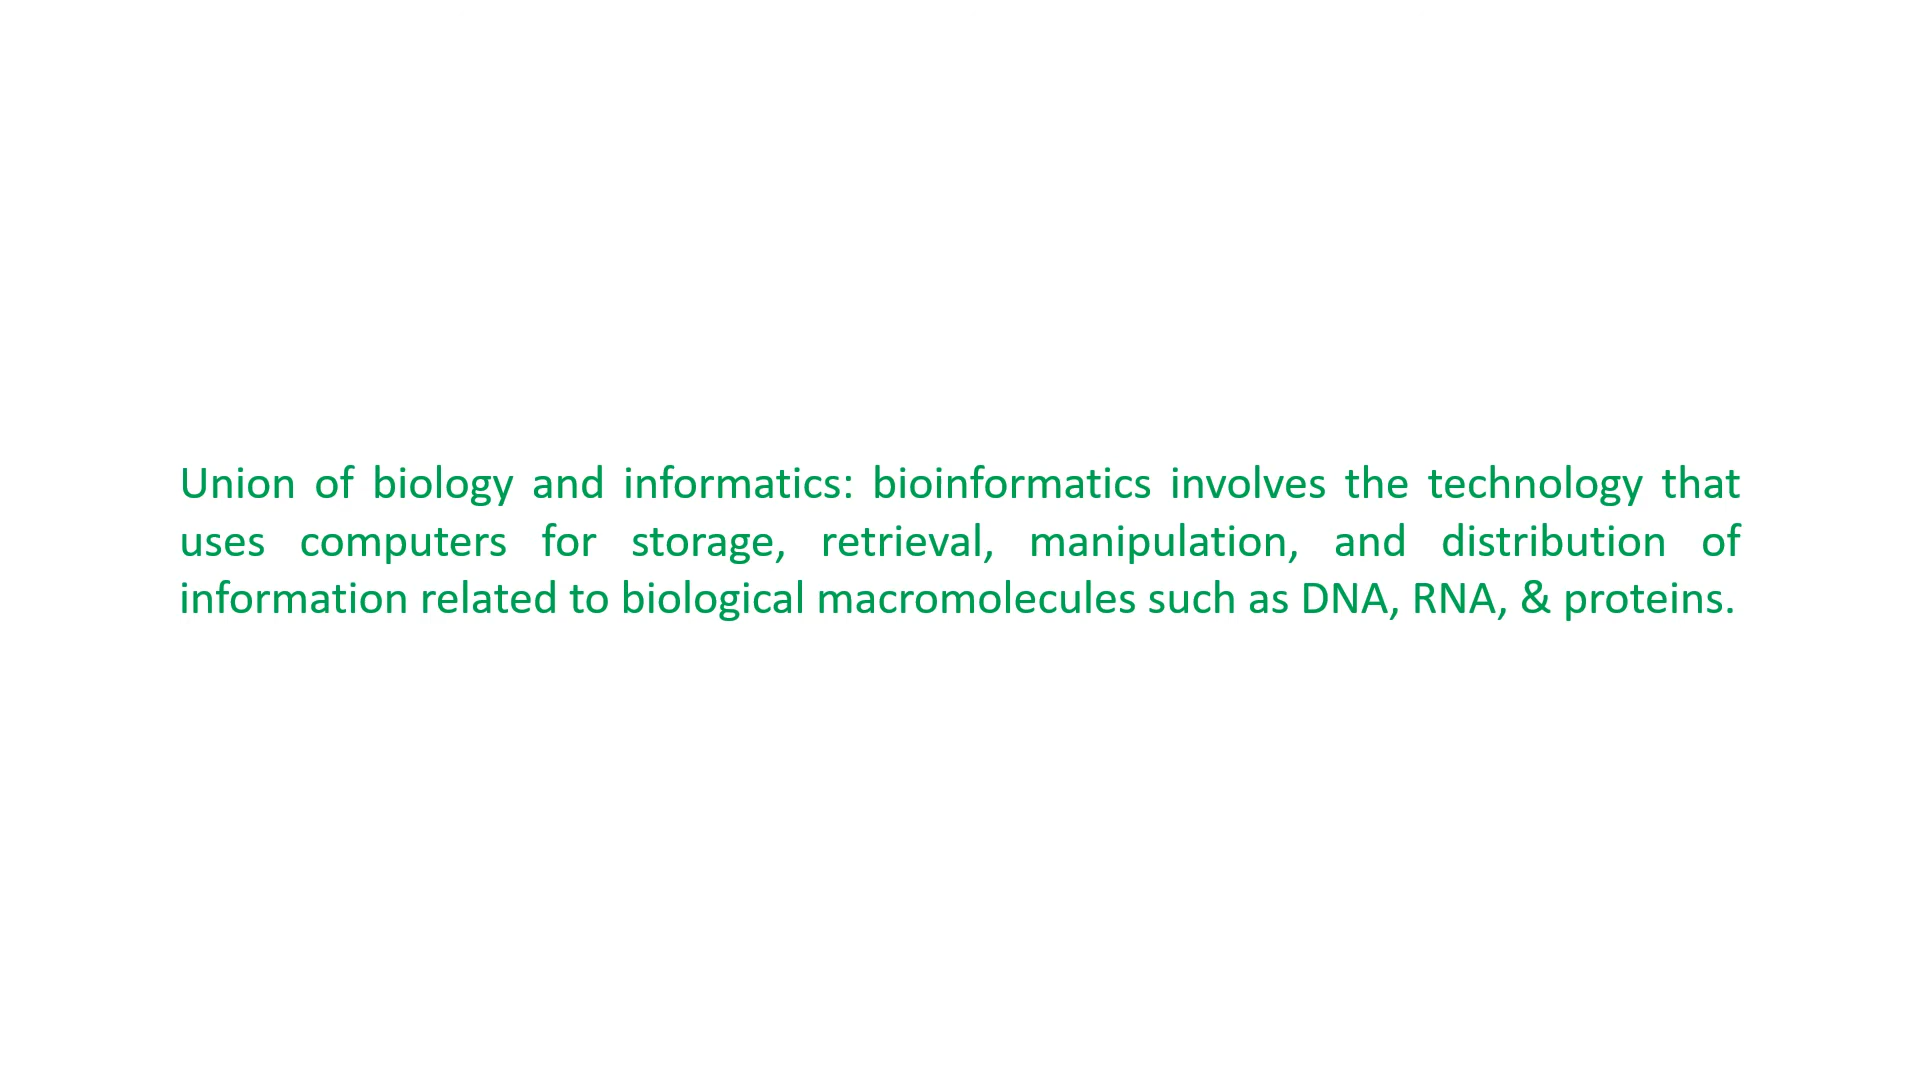 Union of biology and informatics: bioinformatics involves the technology that
uses computers for storage, retrieval, manipulation, and distribution of
information related to biological macromolecules such as DNA, RNA, & proteins.